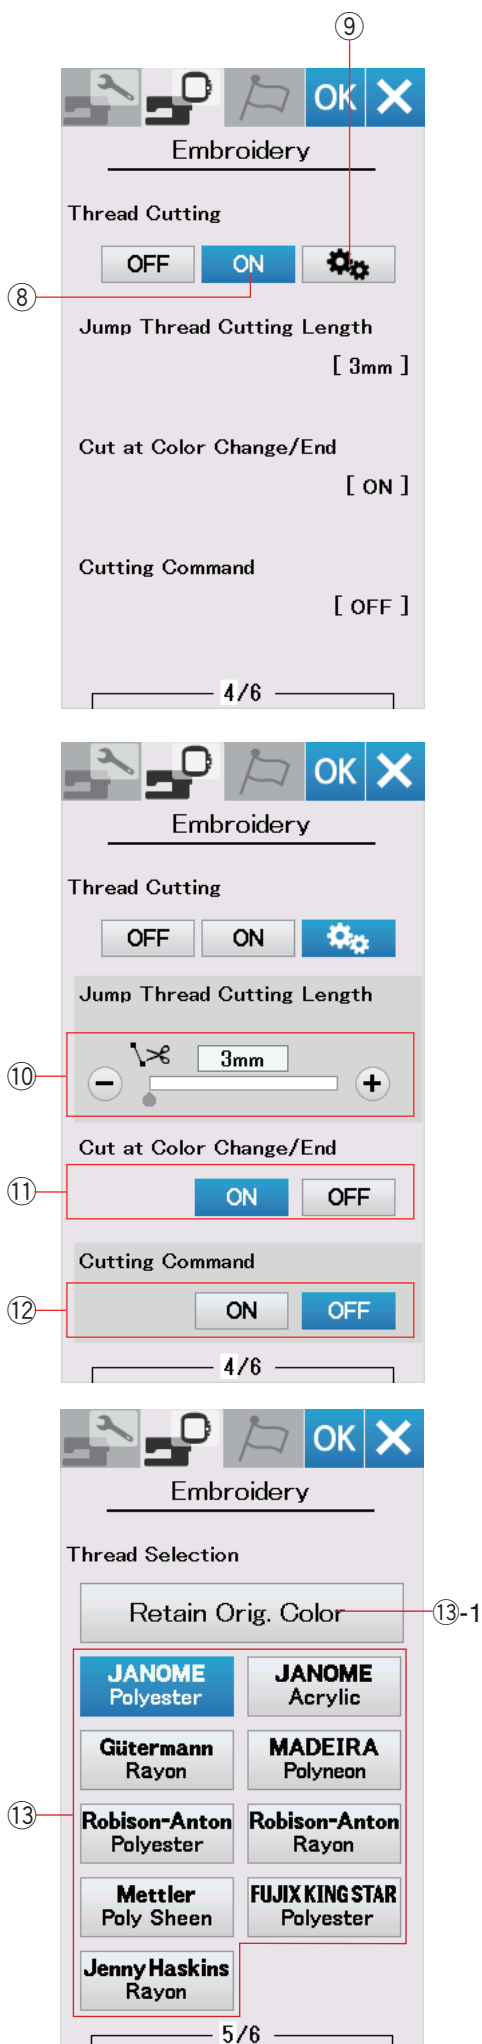 ⑨
OK
Embroidery
Thread Cutting
OFF ON
⑧
Jump Thread Cutting Length
[ 3mm ]
Cut at Color Change/End
[ ON ]
Cutting Command
[ OFF ]
4/6
OK
Embroidery
Thread Cutting
OFF ON
Jump Thread Cutting Length
3mm
⑩ − +
Cut at Color Change/End
⑪ ON OFF
Cutting Command
⑫ ON OFF
4/6
OK
Embroidery
Thread Selection
Retain Orig. Color ⑬-1
JANOME JANOME
Polyester Acrylic
Gütermann MADEIRA
Rayon Polyneon
⑬ Robison-Anton Robison-Anton
Polyester Rayon
Mettler FUJIX KING STAR
Poly Sheen Polyester
Jenny Haskins
Rayon
5/6